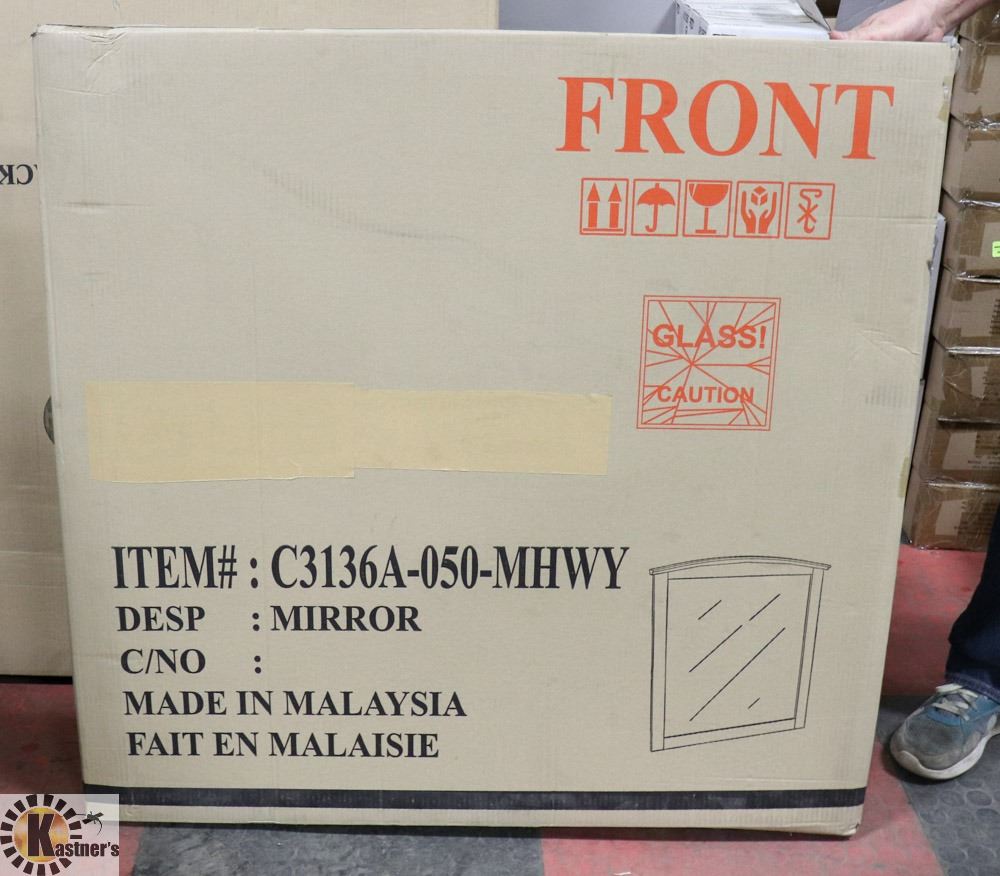 FRONT
GLASS!
CAUTION
ITEM# : C3136A-050-MHWY
DESP : MIRROR
C/NO :
MADE IN MALAYSIA
FAIT EN MALAISIE
Kastner's